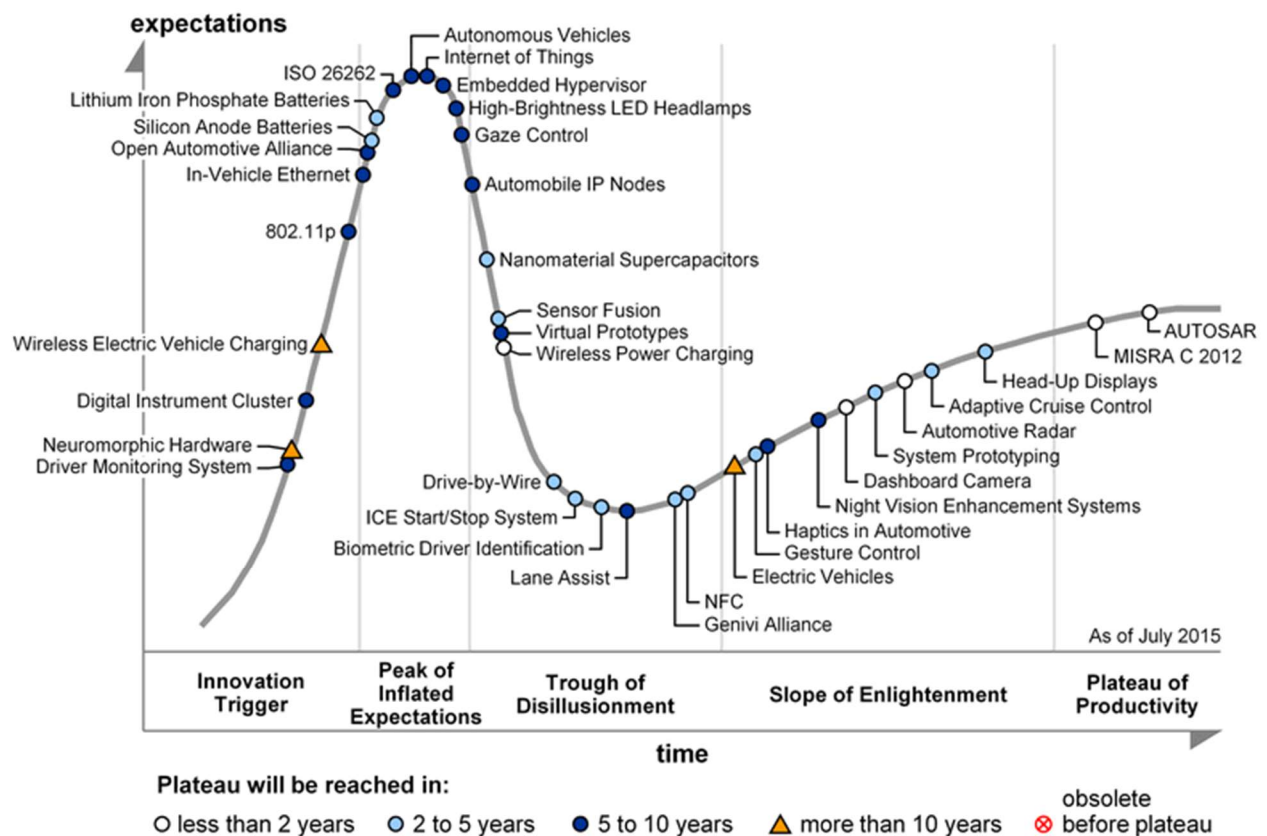 expectations
Autonomous Vehicles
Internet of Things
ISO 26262
Embedded Hypervisor
Lithium Iron Phosphate Batteries
High-Brightness LED Headlamps
Silicon Anode Batteries
Gaze Control
Open Automotive Alliance
In-Vehicle Ethernet
Automobile IP Nodes
802.11p
Nanomaterial Supercapacitors
Sensor Fusion
Virtual Prototypes
Wireless Electric Vehicle Charging
Wireless Power Charging
AUTOSAR
MISRA C 2012
Head-Up Displays
Digital Instrument Cluster
Adaptive Cruise Control
Automotive Radar
Neuromorphic Hardware
System Prototyping
Driver Monitoring System
Drive-by-Wire
Dashboard Camera
Night Vision Enhancement Systems
ICE Start/Stop System
Haptics in Automotive
Biometric Driver Identification
Gesture Control
Lane Assist
Electric Vehicles
NFC
Genivi Alliance
As of July 2015
Innovation
Trigger
Peak of
Inflated
Expectations
Trough of
Disillusionment
Slope of Enlightenment
Plateau of
Productivity
time
Plateau will be reached in:
less than 2 years
2 to 5 years
5 to 10 years
more than 10 years
obsolete
before plateau